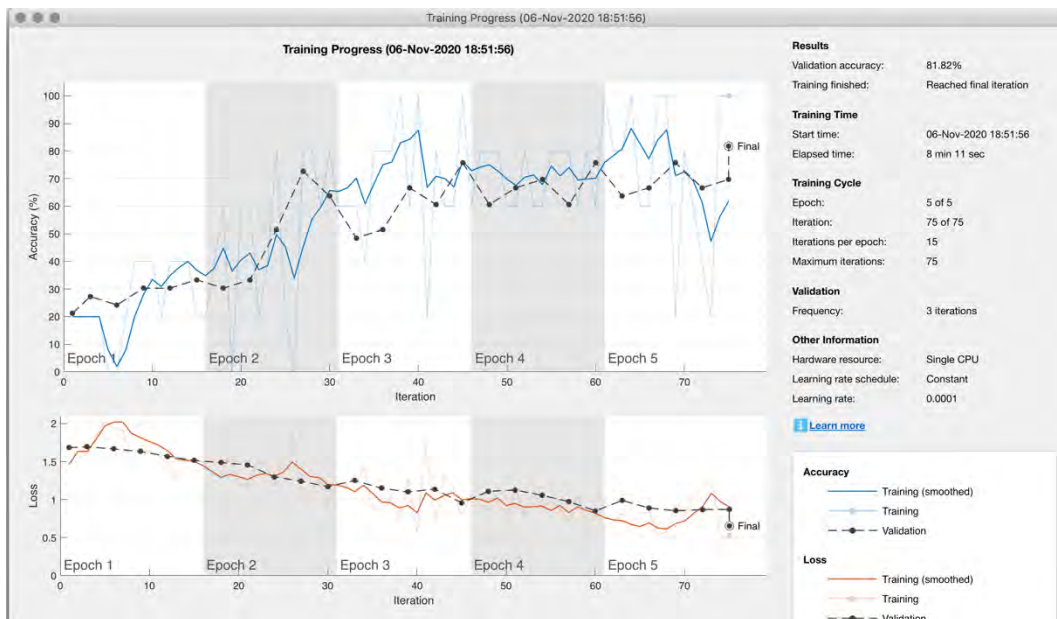 Training Progress (06-Nov-2020 18:51:56)
Training Progress (06-Nov-2020 18:51:56)
Accuracy (%)
100
90
80
70
60
50
40
30
20
10
0
Final
Epoch 1
Epoch 2
Epoch 3
Epoch 4
Epoch 5
0 10 20 30 40 50 60 70
Iteration
Loss
2
1.5
1
0.5
0
Final
Epoch 1
Epoch 2
Epoch 3
Epoch 4
Epoch 5
0 10 20 30 40 50 60 70
Iteration
Results
Validation accuracy: 81.82%
Training finished: Reached final iteration
Training Time
Start time: 06-Nov-2020 18:51:56
Elapsed time: 8 min 11 sec
Training Cycle
Epoch: 5 of 5
Iteration: 75 of 75
Iterations per epoch: 15
Maximum iterations: 75
Validation
Frequency: 3 iterations
Other Information
Hardware resource: Single CPU
Learning rate schedule: Constant
Learning rate: 0.0001
i Learn more
Accuracy
Training (smoothed)
Training
Validation
Loss
Training (smoothed)
Training
Validation